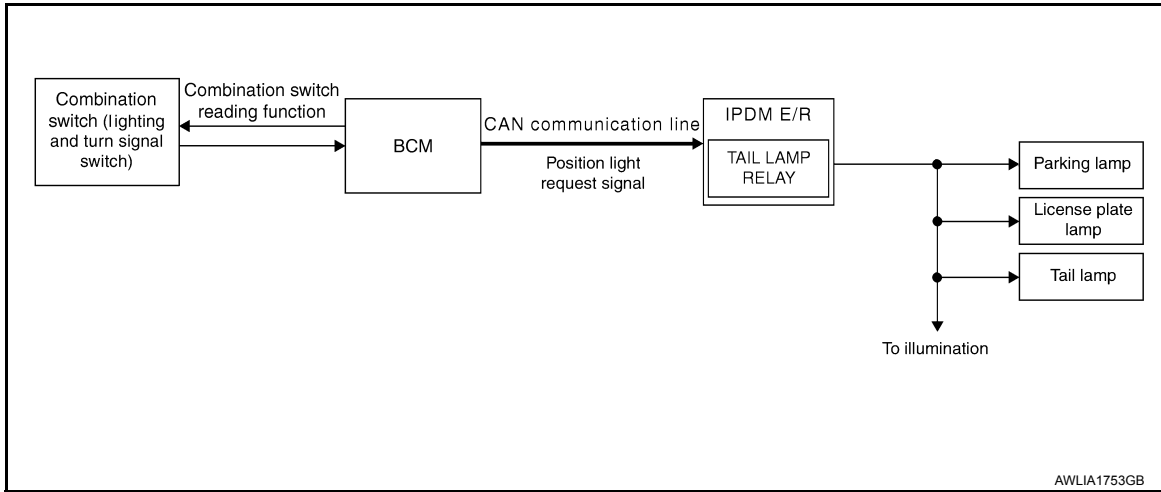 Combination
switch (lighting
and turn signal
switch)
Combination switch
reading function
BCM
CAN communication line
Position light
request signal
IPDM E/R
TAIL LAMP
RELAY
Parking lamp
License plate
lamp
Tail lamp
To illumination
AWLIA1753GB